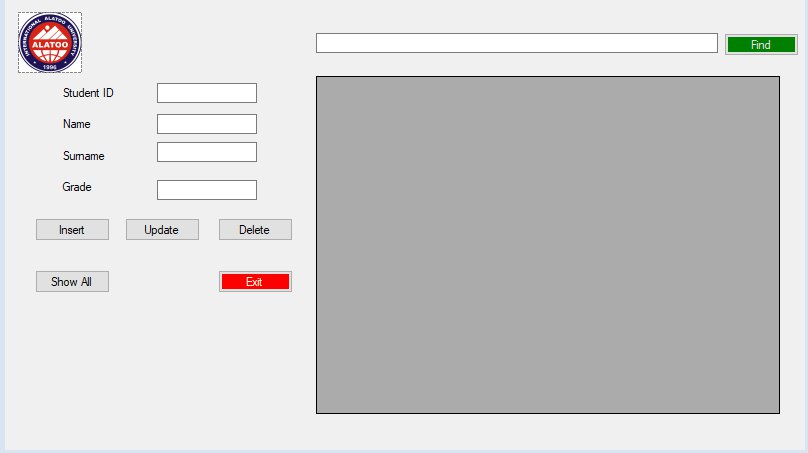 INTERNATIONAL ALATOO UNIVERSITY
ALATOO
1996
Find
Student ID
Name
Surname
Grade
Insert
Update
Delete
Show All
Exit